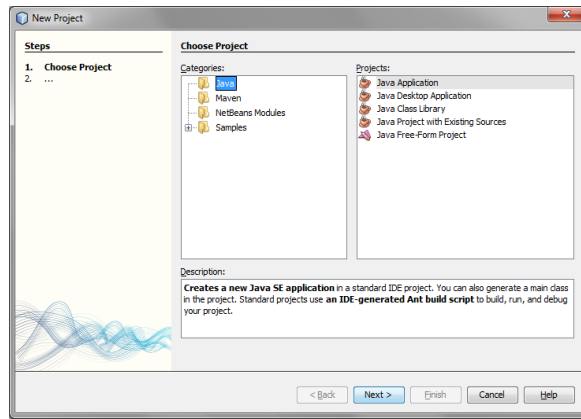 New Project
Steps
1. Choose Project
2. ...
Choose Project
Categories:
Java
Maven
NetBeans Modules
Samples
Projects:
Java Application
Java Desktop Application
Java Class Library
Java Project with Existing Sources
Java Free-Form Project
Description:
Creates a new Java SE application in a standard IDE project. You can also generate a main class
in the project. Standard projects use an IDE-generated Ant build script to build, run, and debug
your project.
< Back
Next >
Finish
Cancel
Help